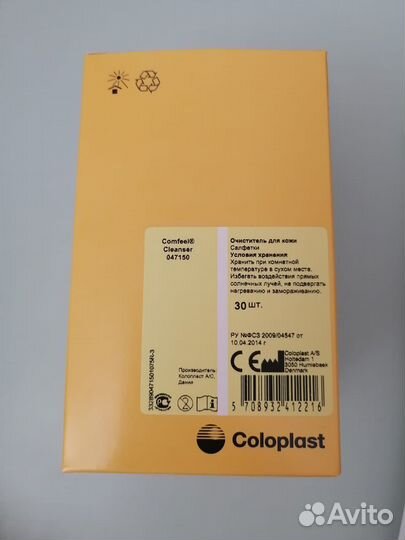 Comfeel®
Cleanser
047150
Очиститель для кожи
Салфетки
Условия хранения
Хранить при комнатной
температуре в сухом месте.
Избегать воздействия прямых
солнечных лучей, не подвергать
нагреванию и замораживанию.
30 шт.
РУ №ФСЗ 2009/04547 от
10.04.2014 г
Производитель:
Колопласт А/С,
Дания
CE
Coloplast A/S
Holtedam 1
3050 Humlebaek
Denmark
5 708932 412216
Coloplast
Avito